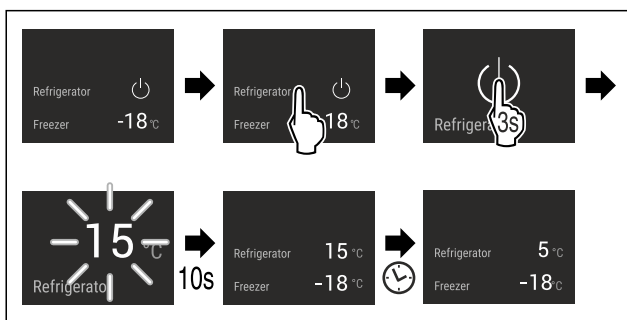 Refrigerator
Freezer -18 °C
Refrigerator
Freezer 18 °C
Refrigera 3s
15 °C
Refrigerato
10s
Refrigerator 15 °C
Freezer -18 °C
Refrigerator 5 °C
Freezer -18°C